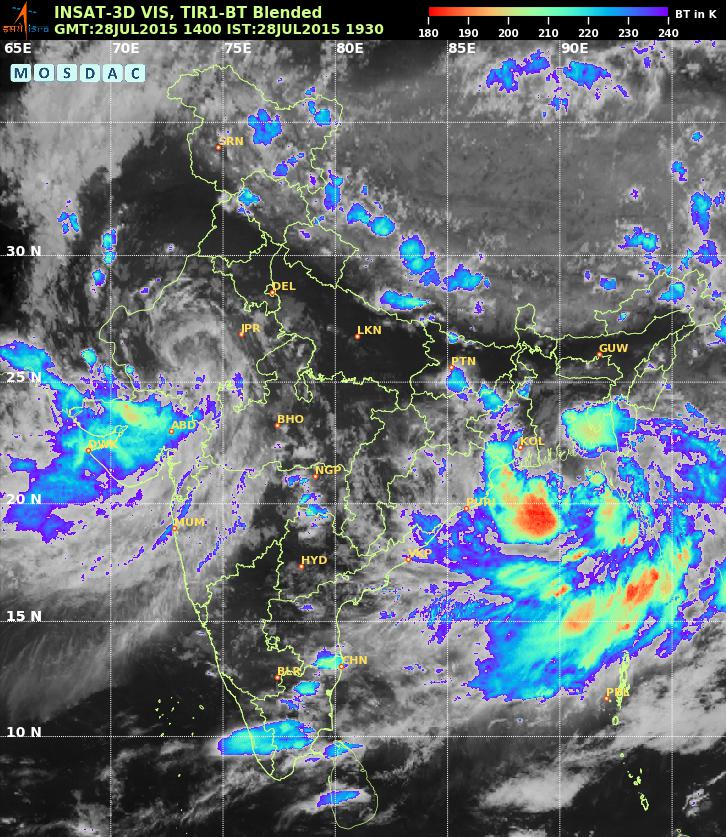 INSAT-3D VIS, TIR1-BT Blended
GMT:28JUL2015 1400 IST:28JUL2015 1930
BT in K
180 190 200 210 220 230 240
65E 70E 75E 80E 85E 90E
MOSDAC
SRN
30 N
DEL
JPR LKN
GUW
PTN
25 N
ABD BHO
DWK KOL
NGP
20 N PURI
MUM
VKP
HYD
15 N
CHN
BLR
PBL
10 N